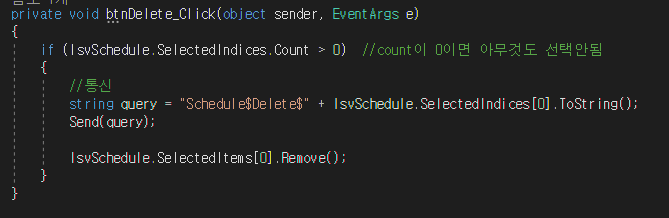 private void btnDelete_Click(object sender, EventArgs e)
{
if (lsvSchedule.SelectedIndices.Count > 0) //count이 0이면 아무것도 선택안됨
{
//통신
string query = "Schedule$Delete$" + lsvSchedule.SelectedIndices[0].ToString();
Send(query);
lsvSchedule.SelectedItems[0].Remove();
}
}